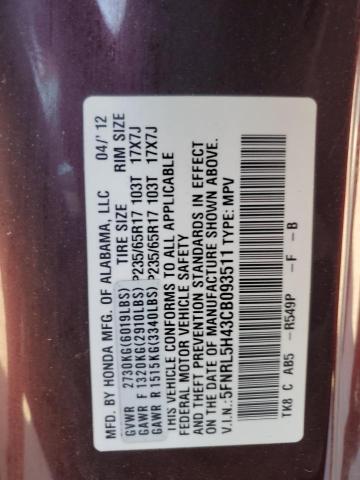 MFD. BY HONDA MFG. OF ALABAMA, LLC 04/'12
TIRE SIZE RIM SIZE
GVWR 2730KG(6019LBS)
GAWR F 1320KG(2910LBS) P235/65R17 103T 17X7J
GAWR R 1515KG(3340LBS) P235/65R17 103T 17X7J
THIS VEHICLE CONFORMS TO ALL APPLICABLE
FEDERAL MOTOR VEHICLE SAFETY
AND THEFT PREVENTION STANDARDS IN EFFECT
ON THE DATE OF MANUFACTURE SHOWN ABOVE.
V.I.N.: 5FNRL5H43CB093511 TYPE: MPV
TK8 C AB5 -R549P -F -B